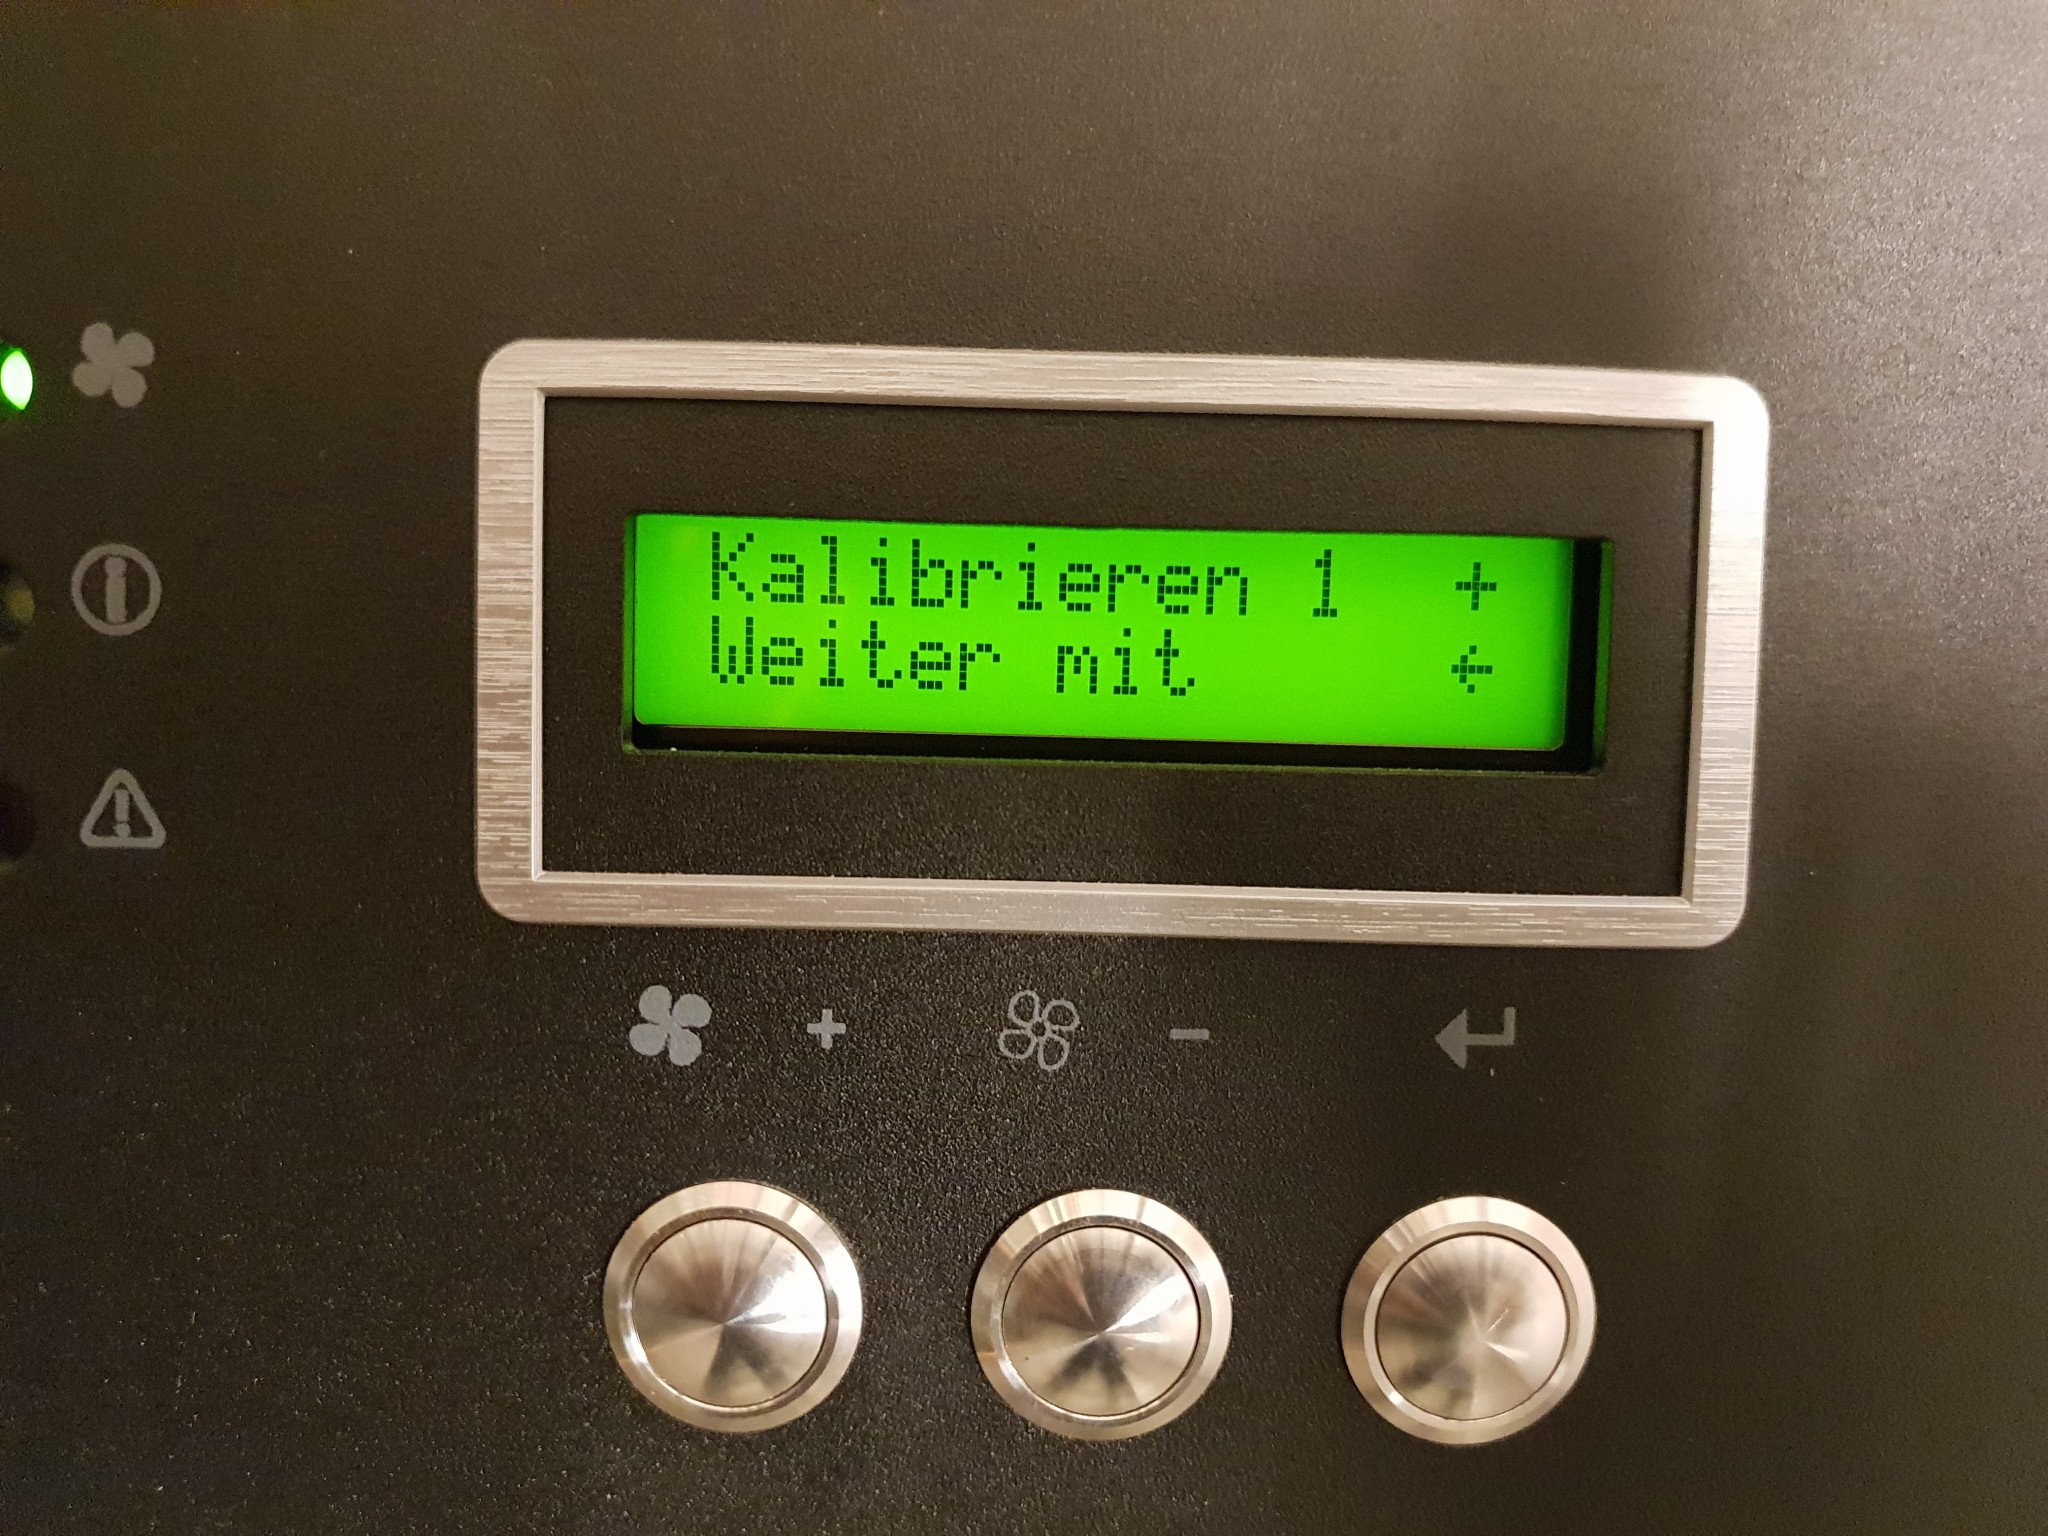 Kalibrieren 1 +
Weiter mit ←
+ -